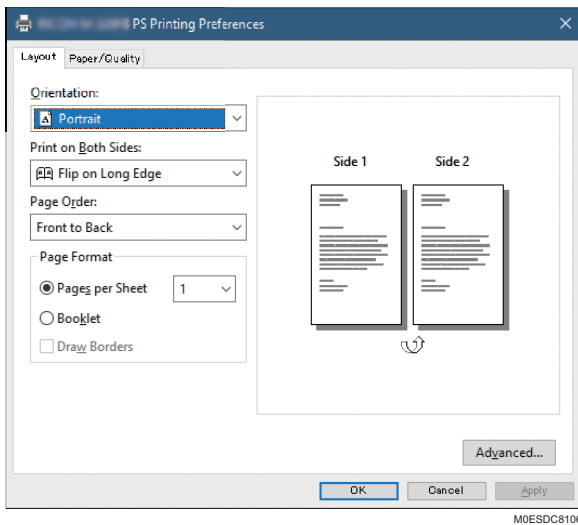 PS Printing Preferences
Layout Paper/Quality
Orientation:
A Portrait
Print on Both Sides:
Flip on Long Edge
Page Order:
Front to Back
Page Format
Pages per Sheet 1
Booklet
Draw Borders
Side 1 Side 2
Advanced...
OK Cancel Apply
M0ESDC8106